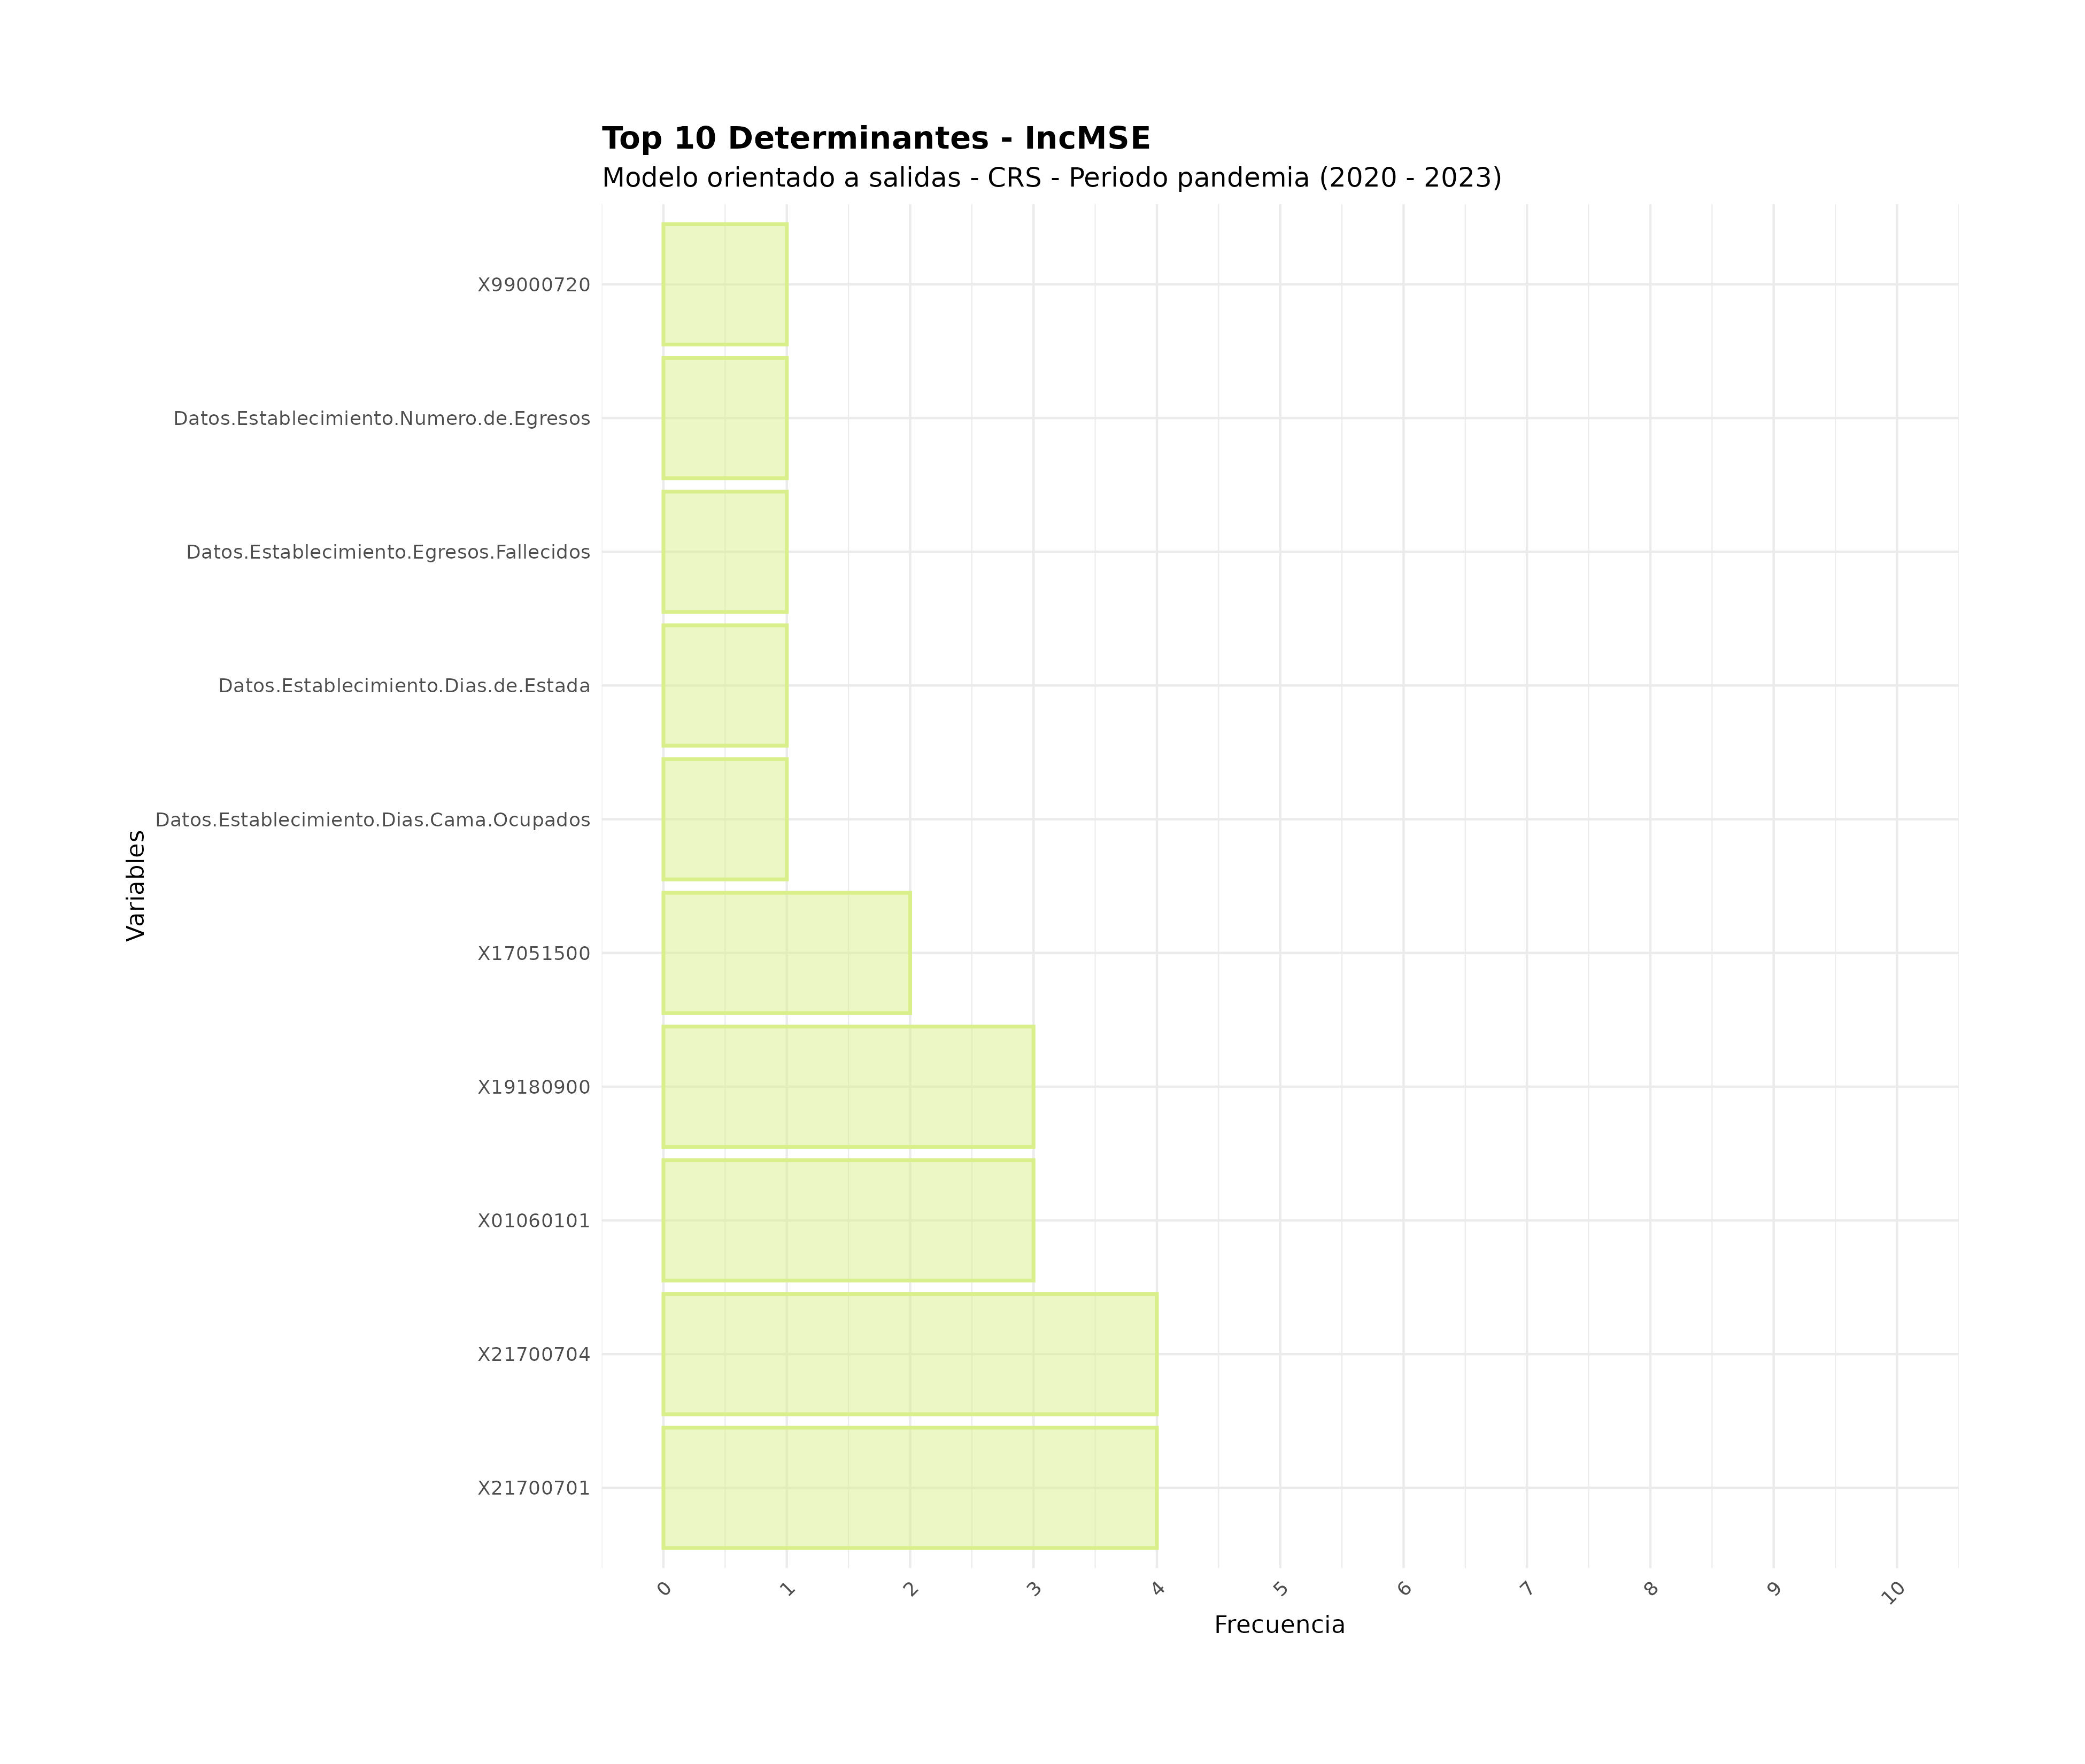 Top 10 Determinantes - IncMSE
Modelo orientado a salidas - CRS - Periodo pandemia (2020 - 2023)
Variables
X99000720
Datos.Establecimiento.Numero.de.Egresos
Datos.Establecimiento.Egresos.Fallecidos
Datos.Establecimiento.Dias.de.Estada
Datos.Establecimiento.Dias.Cama.Ocupados
X17051500
X19180900
X01060101
X21700704
X21700701
0 1 2 3 4 5 6 7 8 9 10
Frecuencia